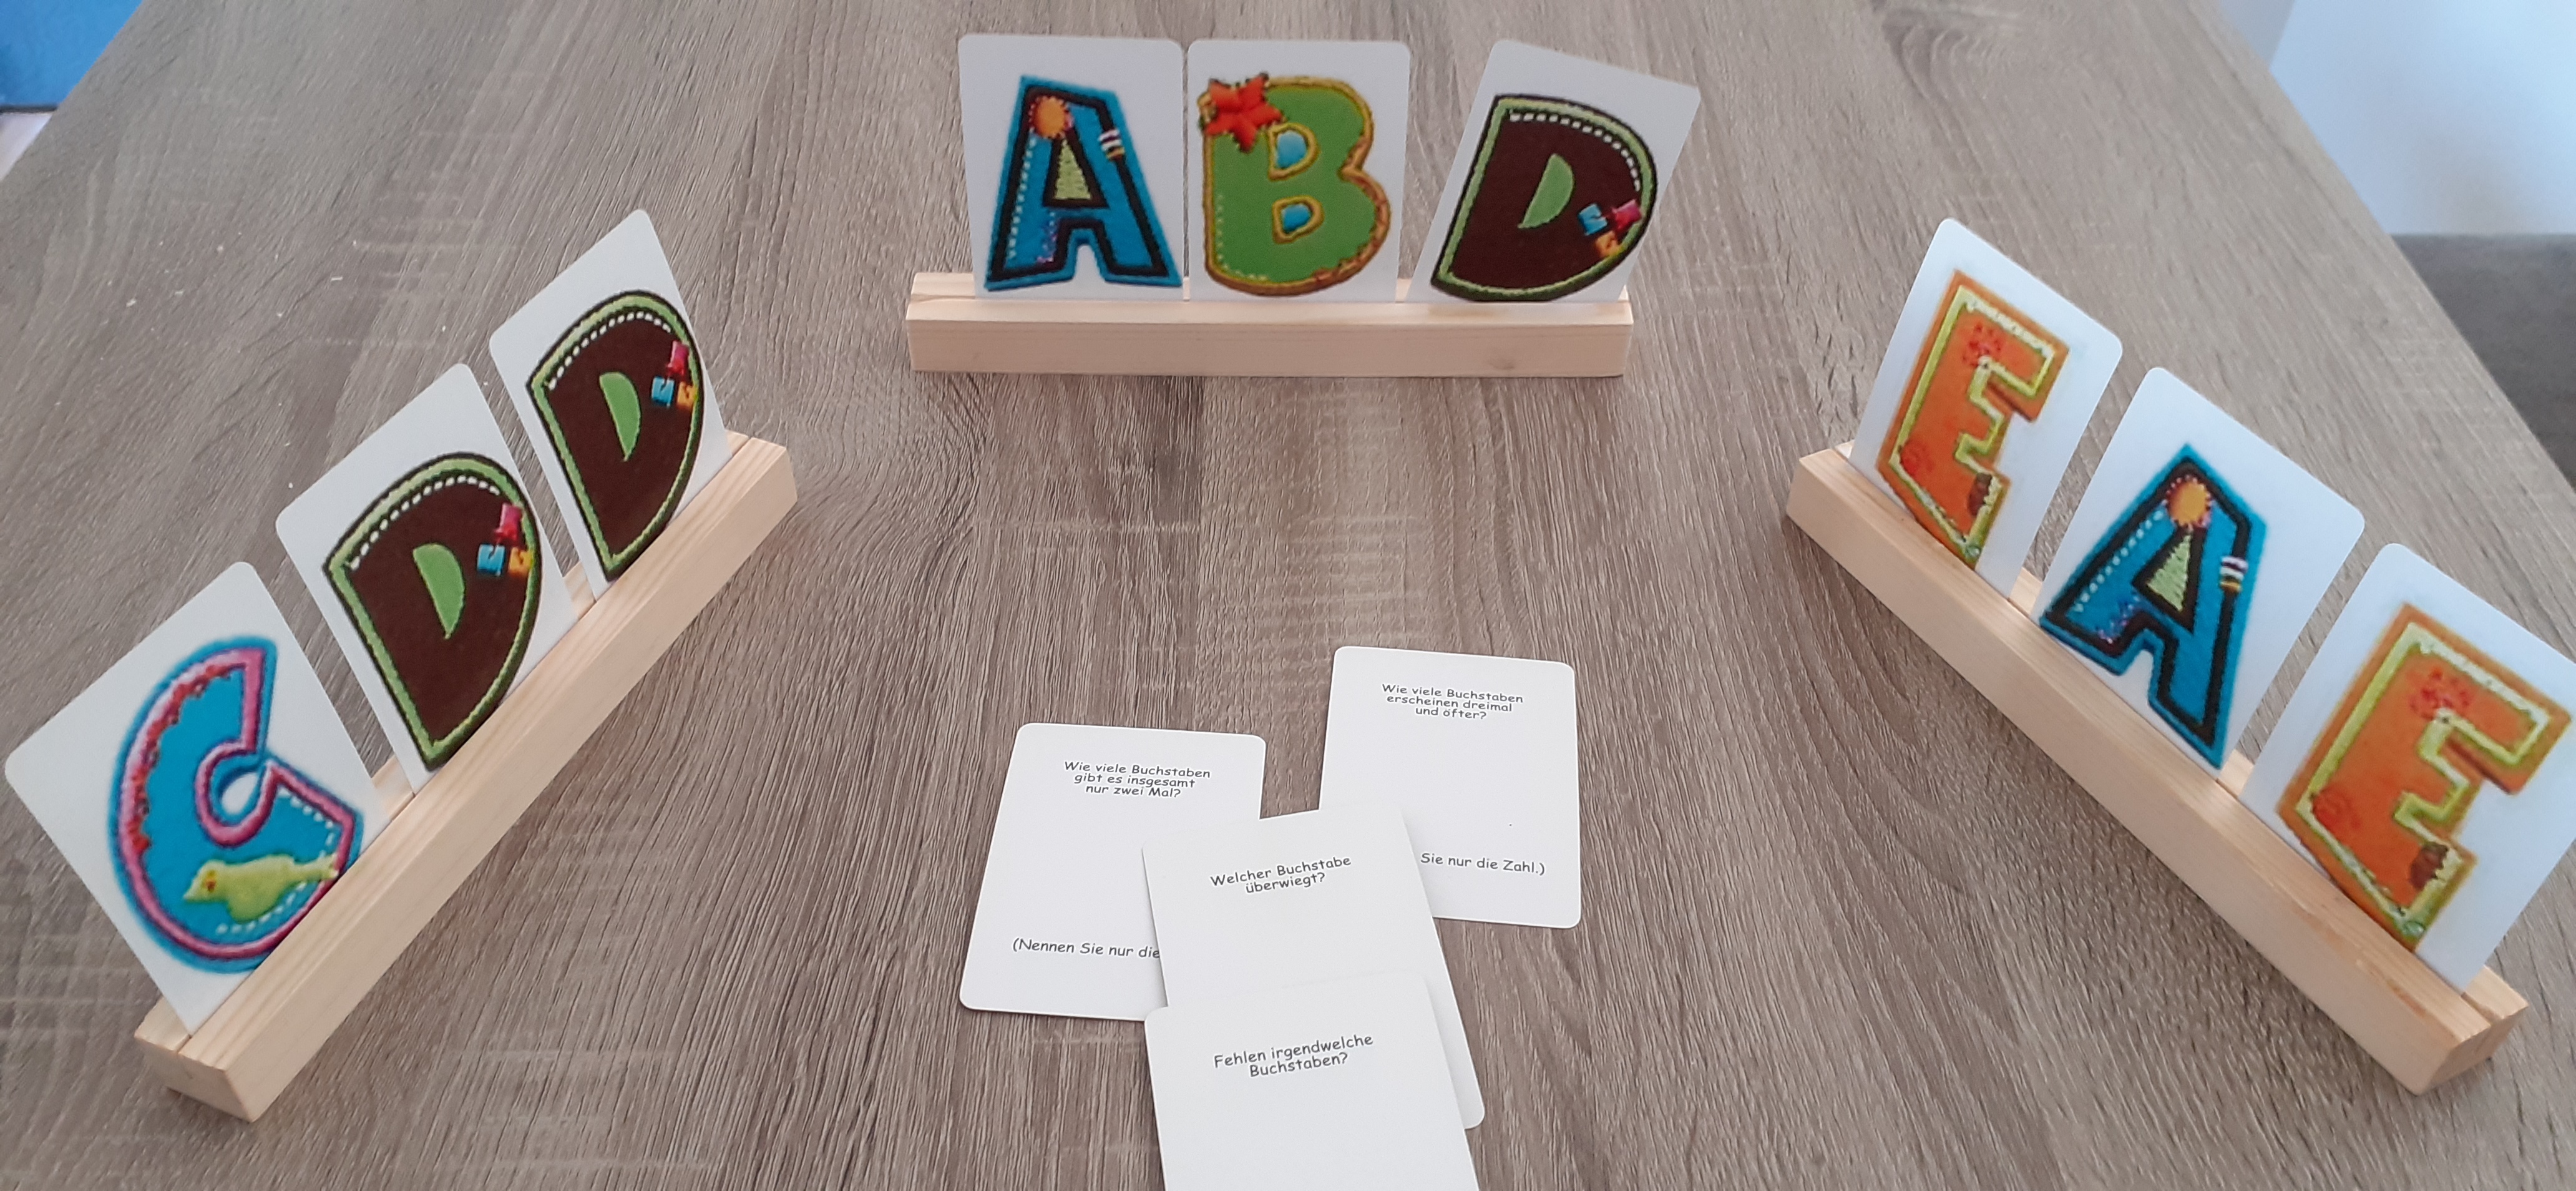 A B D
C D D
E A E
Wie viele Buchstaben
erscheinen dreimal
und öfter?
Sie nur die Zahl.)
Wie viele Buchstaben
gibt es insgesamt
nur zwei Mal?
(Nennen Sie nur die
Welcher Buchstabe
überwiegt?
Fehlen irgendwelche
Buchstaben?